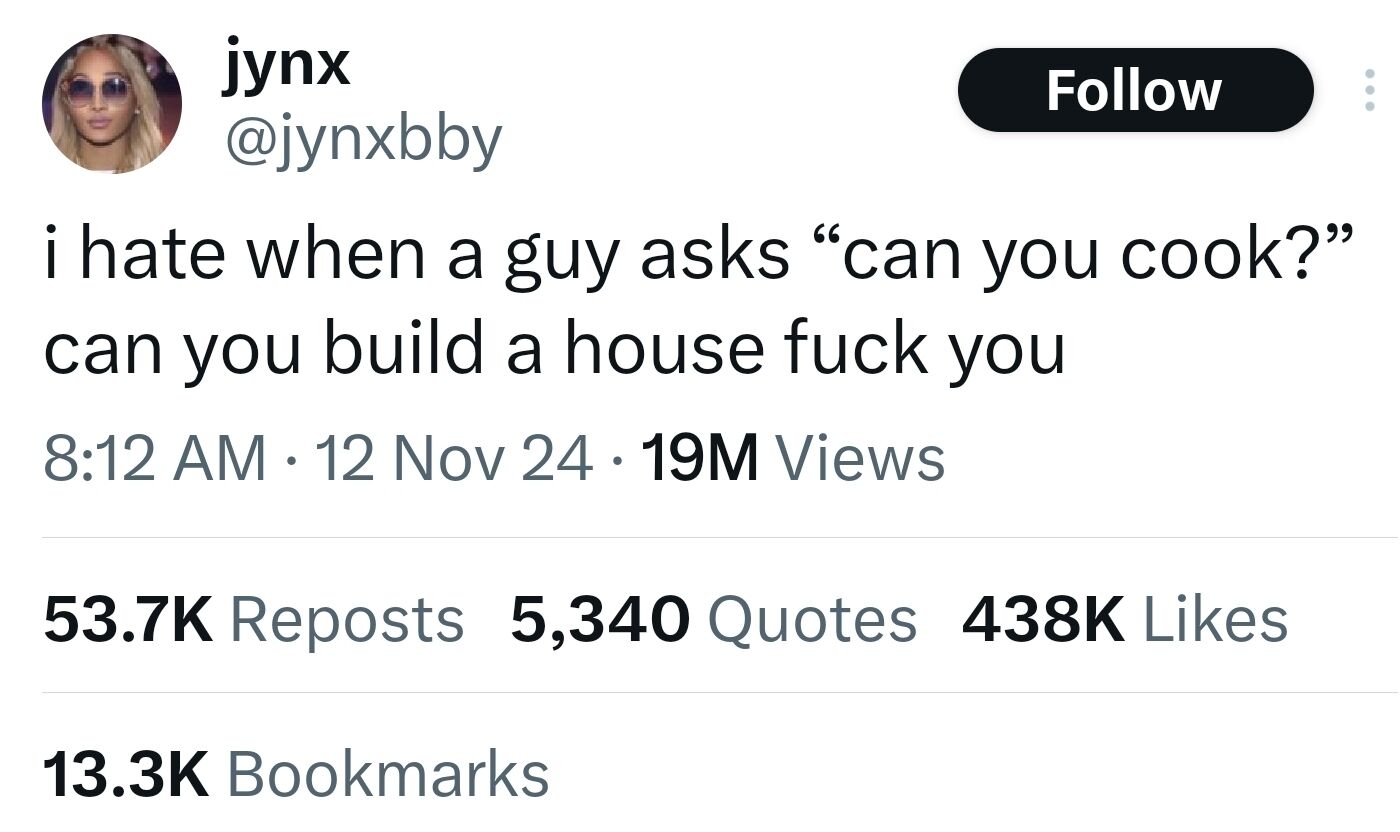 jynx
@jynxbby
Follow
i hate when a guy asks “can you cook?”
can you build a house fuck you
8:12 AM · 12 Nov 24 · 19M Views
53.7K Reposts 5,340 Quotes 438K Likes
13.3K Bookmarks